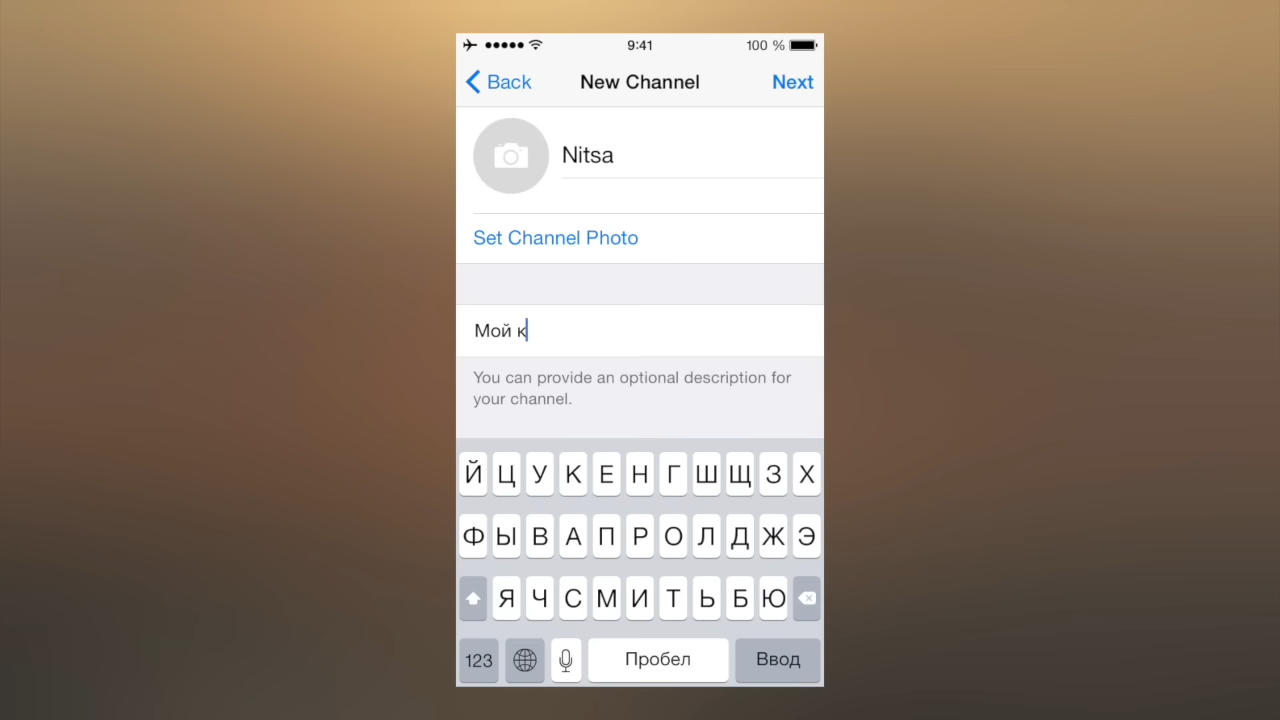 9:41 100 %
Back New Channel Next
Nitsa
Set Channel Photo
Мой к
You can provide an optional description for
your channel.
Й Ц У К Е Н Г Ш Щ З Х
Ф Ы В А П Р О Л Д Ж Э
Я Ч С М И Т Ь Б Ю
123 Пробел Ввод